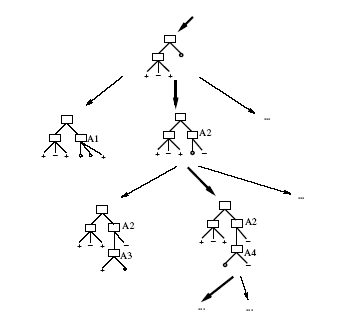 + − +
...
A1
A2
+ − + + 
+ − + −
...
A2
A2
+ − + −
+ − + −
A3
A4
+
−
... ...